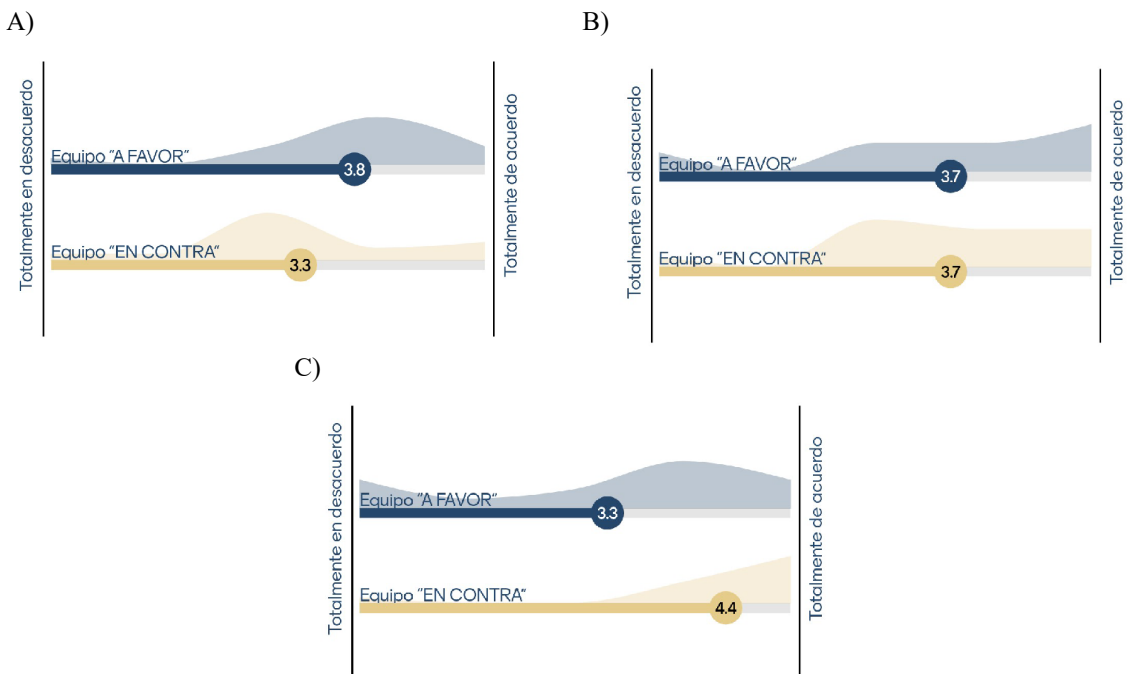 A)
Totalmente en desacuerdo
Equipo "A FAVOR"
3.8
Equipo "EN CONTRA"
3.3
Totalmente de acuerdo
B)
Totalmente en desacuerdo
Equipo "A FAVOR"
3.7
Equipo "EN CONTRA"
3.7
Totalmente de acuerdo
C)
Totalmente en desacuerdo
Equipo "A FAVOR"
3.3
Equipo "EN CONTRA"
4.4
Totalmente de acuerdo